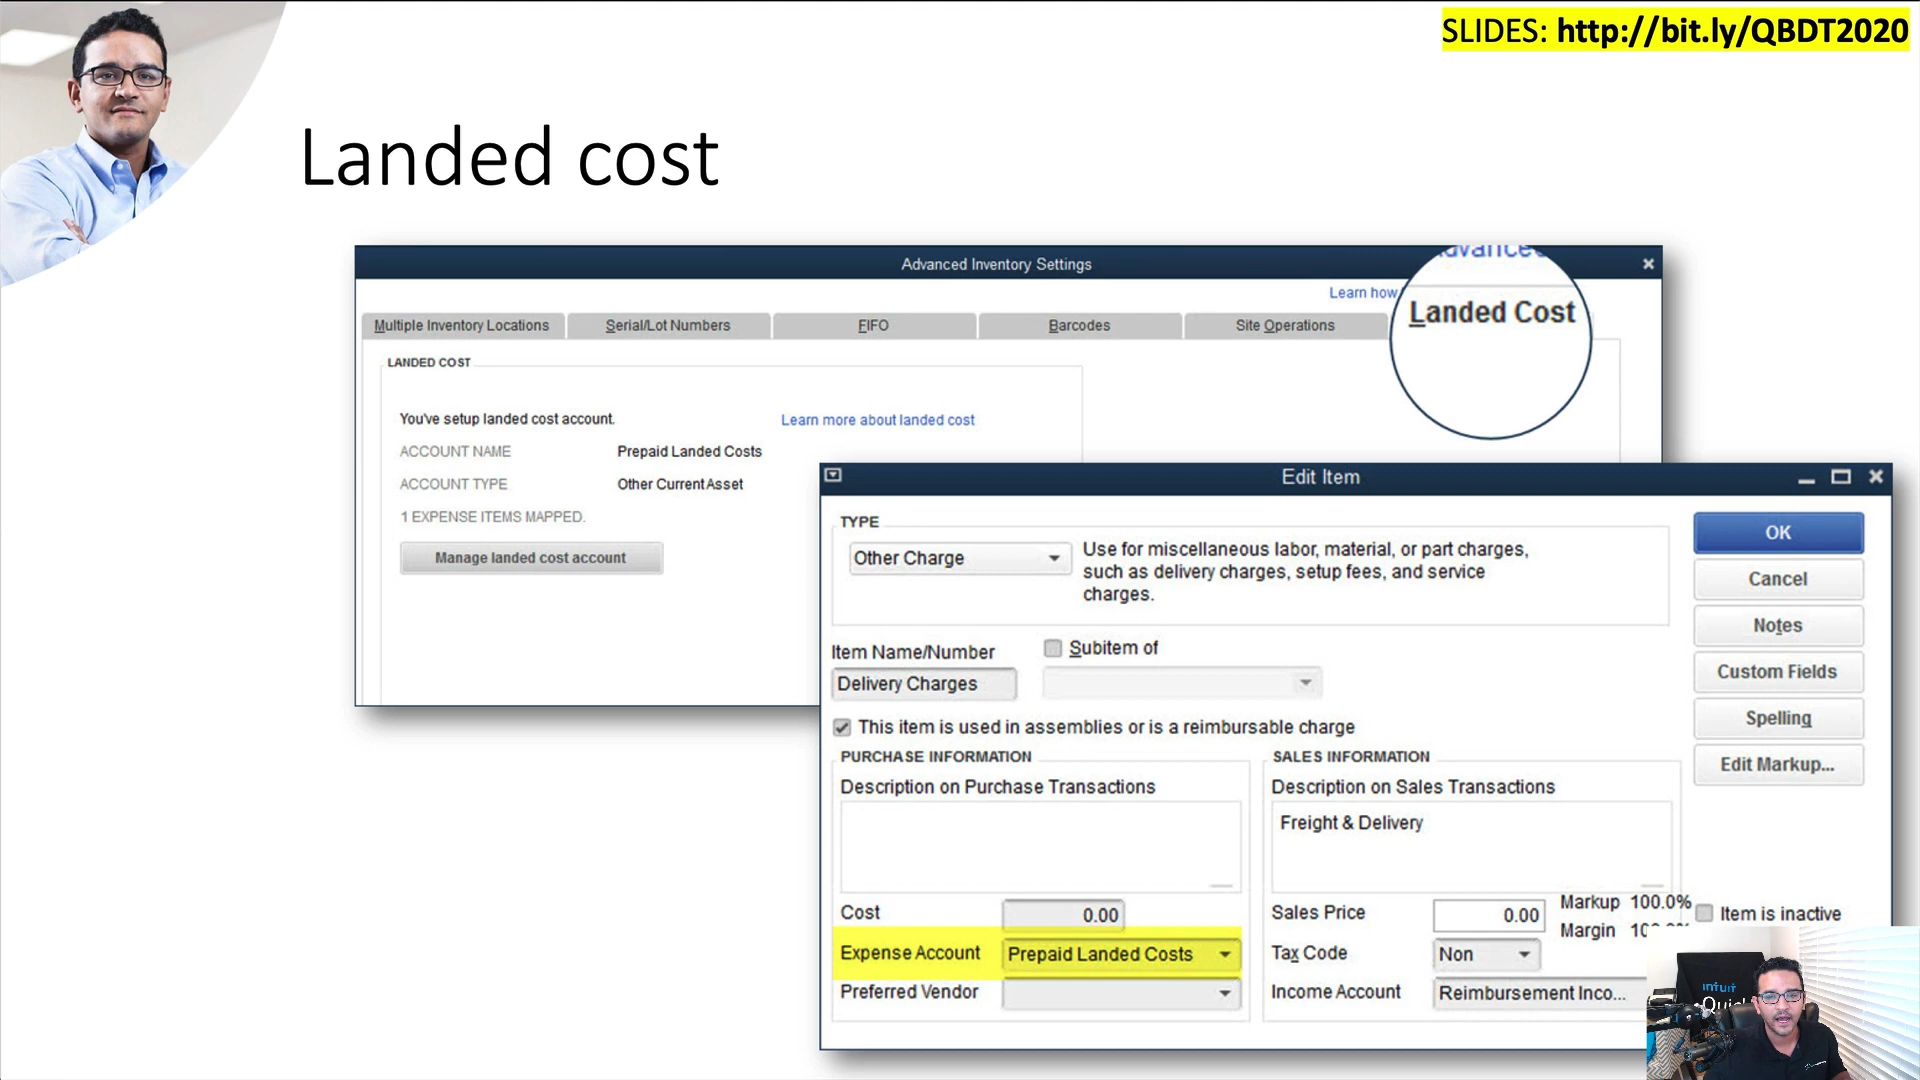 SLIDES: http://bit.ly/QBDT2020
Landed cost
Advanced Inventory Settings
Learn how
Landed Cost
Multiple Inventory Locations
Serial/Lot Numbers
FIFO
Barcodes
Site Operations
LANDED COST
You've setup landed cost account.
Learn more about landed cost
ACCOUNT NAME Prepaid Landed Costs
ACCOUNT TYPE Other Current Asset
1 EXPENSE ITEMS MAPPED.
Manage landed cost account
Edit Item
TYPE
Other Charge
Use for miscellaneous labor, material, or part charges,
such as delivery charges, setup fees, and service
charges.
OK
Cancel
Notes
Custom Fields
Spelling
Edit Markup...
Item Name/Number
Subitem of
Delivery Charges
This item is used in assemblies or is a reimbursable charge
PURCHASE INFORMATION
Description on Purchase Transactions
Cost 0.00
Expense Account Prepaid Landed Costs
Preferred Vendor
SALES INFORMATION
Description on Sales Transactions
Freight & Delivery
Sales Price 0.00
Markup 100.0%
Margin
Tax Code Non
Income Account Reimbursement Inco...
Item is inactive
intuit